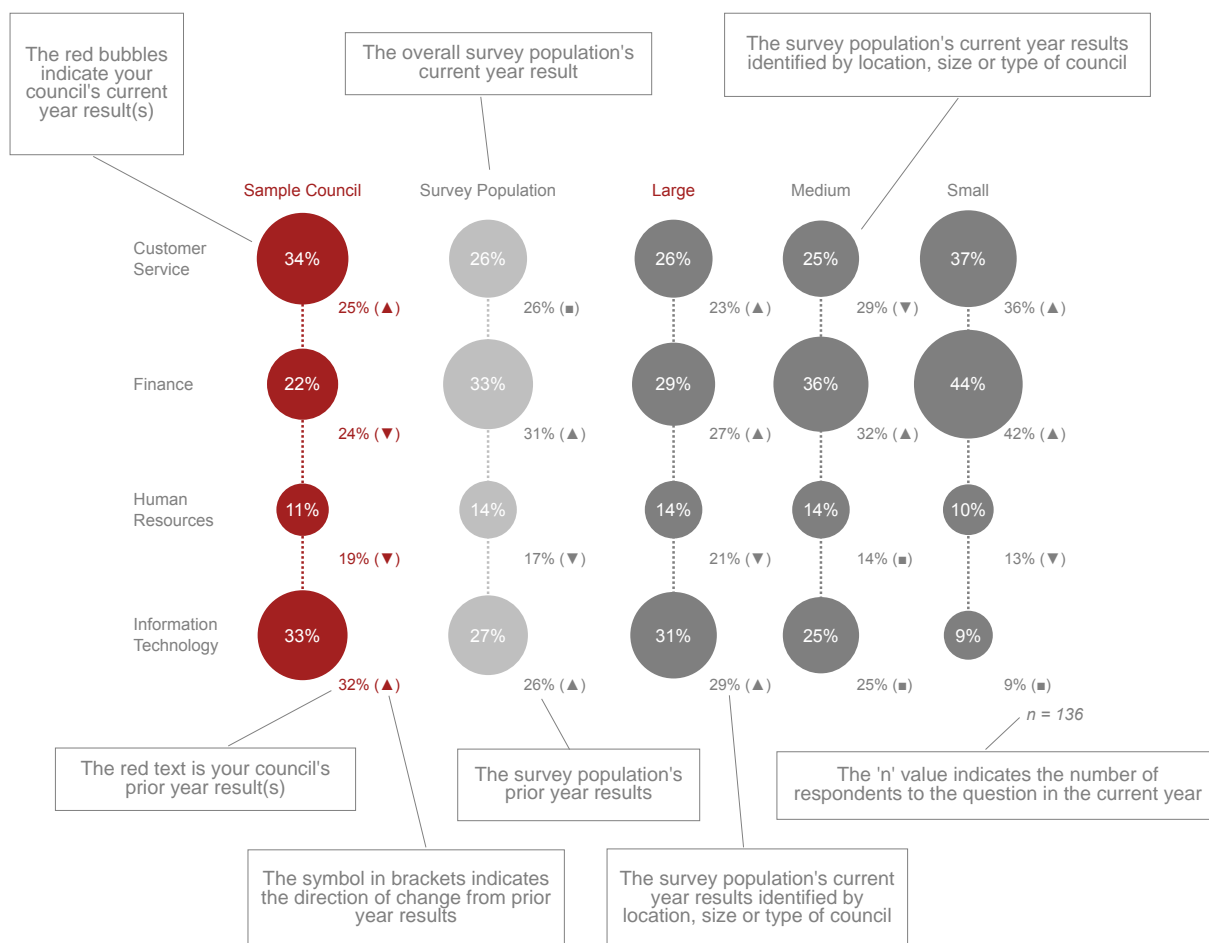 The red bubbles
indicate your
council's current
year result(s)
The overall survey population's
current year result
The survey population's current year results
identified by location, size or type of council
Sample Council
Survey Population
Large
Medium
Small
Customer
Service
34%
26%
26%
25%
37%
25% (▲)
26% (■)
23% (▲)
29% (▼)
36% (▲)
Finance
22%
33%
29%
36%
44%
24% (▼)
31% (▲)
27% (▲)
32% (▲)
42% (▲)
Human
Resources
11%
14%
14%
14%
10%
19% (▼)
17% (▼)
21% (▼)
14% (■)
13% (▼)
Information
Technology
33%
27%
31%
25%
9%
32% (▲)
26% (▲)
29% (▲)
25% (■)
9% (■)
n = 136
The red text is your council's
prior year result(s)
The survey population's
prior year results
The 'n' value indicates the number of
respondents to the question in the current year
The symbol in brackets indicates
the direction of change from prior
year results
The survey population's current
year results identified by
location, size or type of council